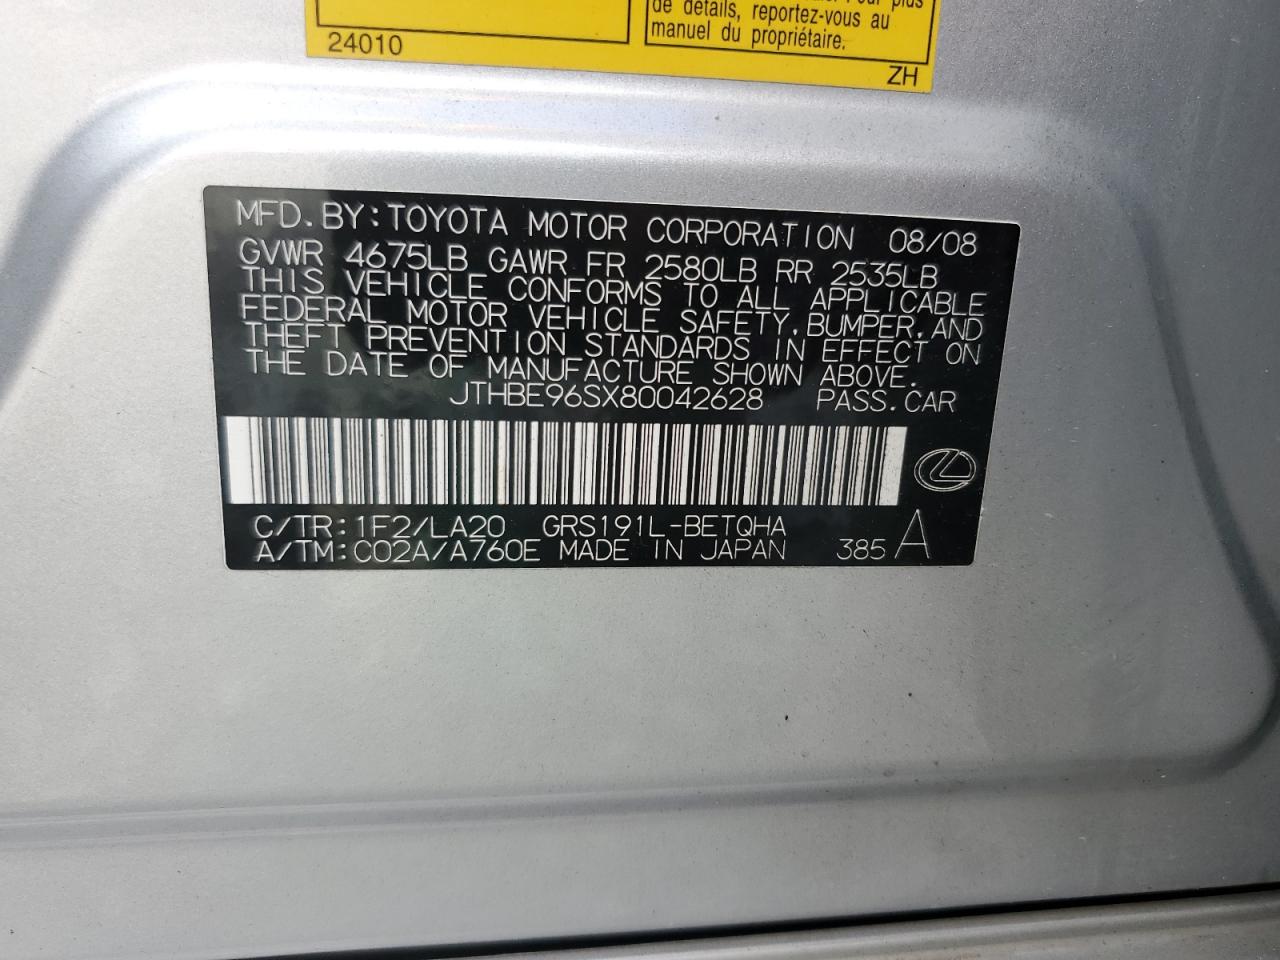 de détails, reportez-vous au
manuel du propriétaire.
24010
ZH
MFD. BY: TOYOTA MOTOR CORPORATION 08/08
GVWR 4675LB GAWR FR 2580LB RR 2535LB
THIS VEHICLE CONFORMS TO ALL APPLICABLE
FEDERAL MOTOR VEHICLE SAFETY, BUMPER, AND
THEFT PREVENTION STANDARDS IN EFFECT ON
THE DATE OF MANUFACTURE SHOWN ABOVE.
JTHBE96SX80042628 PASS. CAR
C/TR: 1F2/LA20 GRS191L-BETQHA
A/TM: C02A/A760E MADE IN JAPAN 385 A